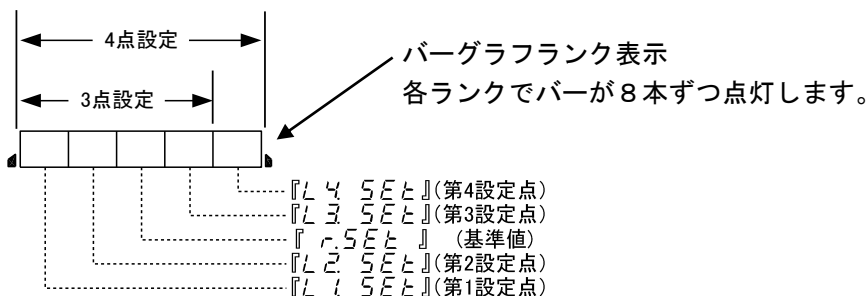 4点設定
3点設定
バーグラフランク表示
各ランクでバーが８本ずつ点灯します。
『L 4. SEt』(第4設定点)
『L 3. SEt』(第3設定点)
『 r.SEt 』 (基準値)
『L 2. SEt』(第2設定点)
『L 1. SEt』(第1設定点)